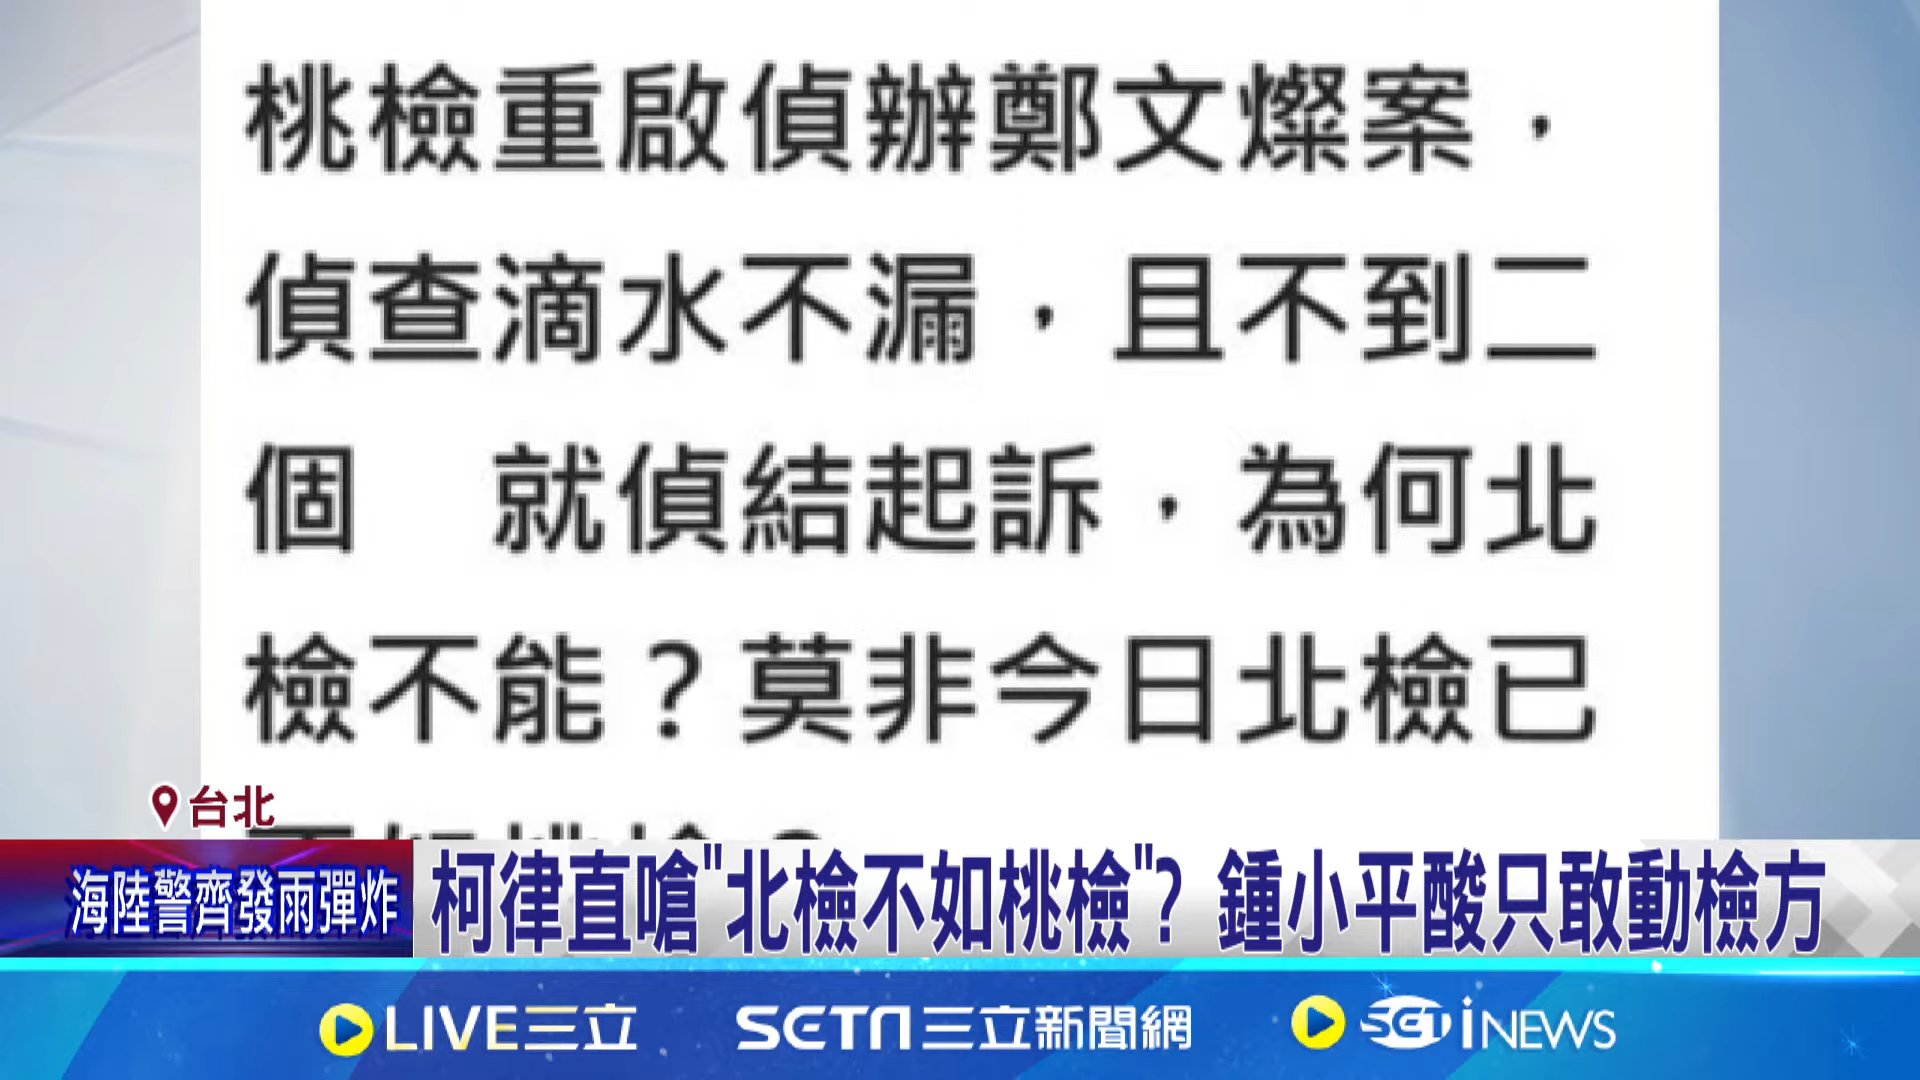 桃檢重啟偵辦鄭文燦案，
偵查滴水不漏，且不到二
個　就偵結起訴，為何北
檢不能？莫非今日北檢已
台北
海陸警齊發雨彈炸
柯律直嗆"北檢不如桃檢"? 鍾小平酸只敢動檢方
LIVE三立
SETN三立新聞網
SET iNEWS